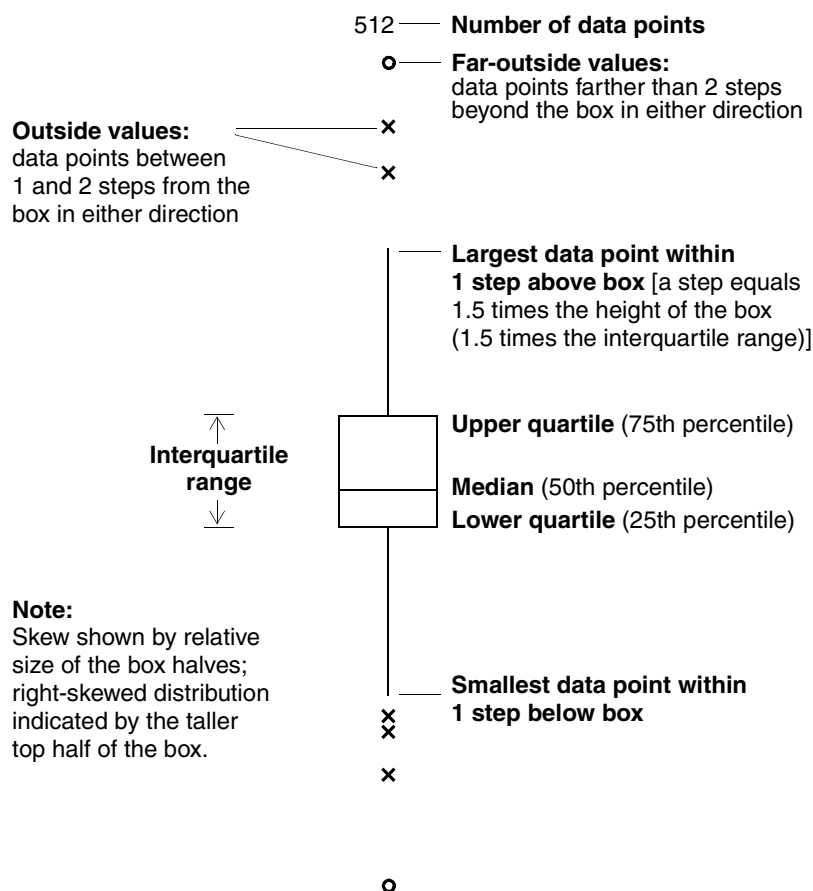 512
Number of data points
Far-outside values:
data points farther than 2 steps
beyond the box in either direction
Outside values:
data points between
1 and 2 steps from the
box in either direction
Largest data point within
1 step above box [a step equals
1.5 times the height of the box
(1.5 times the interquartile range)]
Upper quartile (75th percentile)
Interquartile
range
Median (50th percentile)
Lower quartile (25th percentile)
Note:
Skew shown by relative
size of the box halves;
right-skewed distribution
indicated by the taller
top half of the box.
Smallest data point within
1 step below box